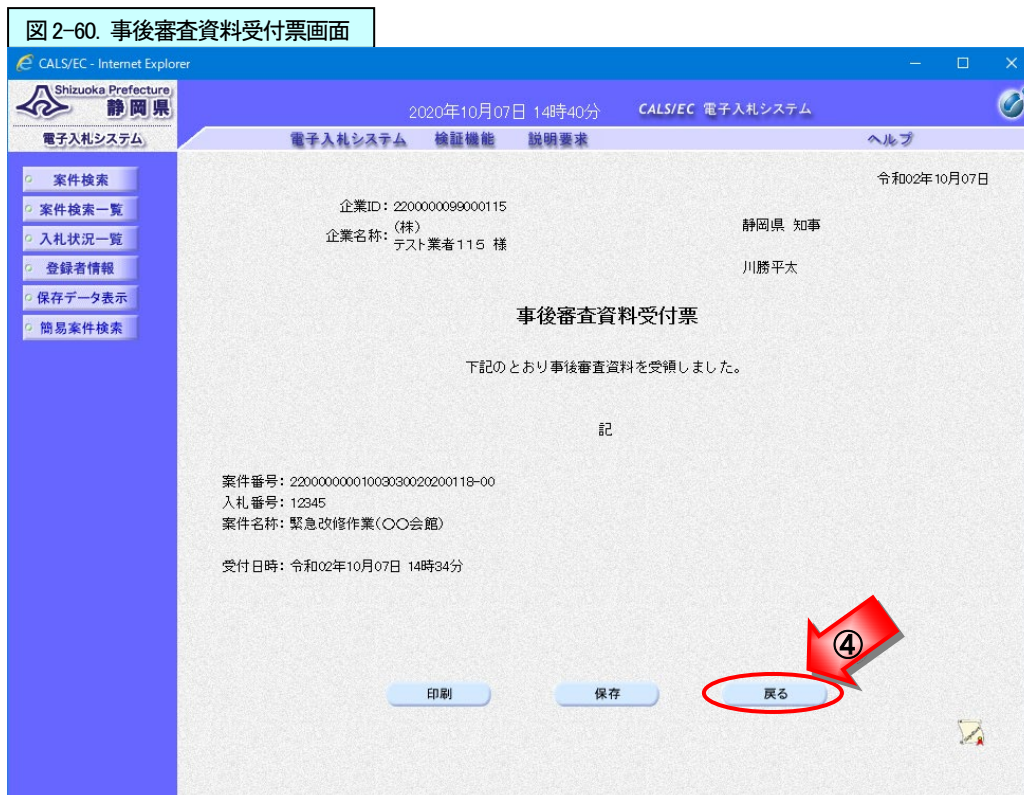 図 2-60. 事後審査資料受付票画面
CALS/EC - Internet Explorer
Shizuoka Prefecture
静岡県
2020年10月07日 14時40分 CALS/EC 電子入札システム
電子入札システム
電子入札システム 検証機能 説明要求 ヘルプ
案件検索
案件検索一覧
入札状況一覧
登録者情報
保存データ表示
簡易案件検索
令和02年10月07日
企業ID：2200000099000115
企業名称：(株)
テスト業者115 様
静岡県 知事
川勝平太
事後審査資料受付票
下記のとおり事後審査資料を受領しました。
記
案件番号：22000000001003030020200118-00
入札番号：12345
案件名称：緊急改修作業(〇〇会館)
受付日時：令和02年10月07日 14時34分
④
印刷 保存 戻る